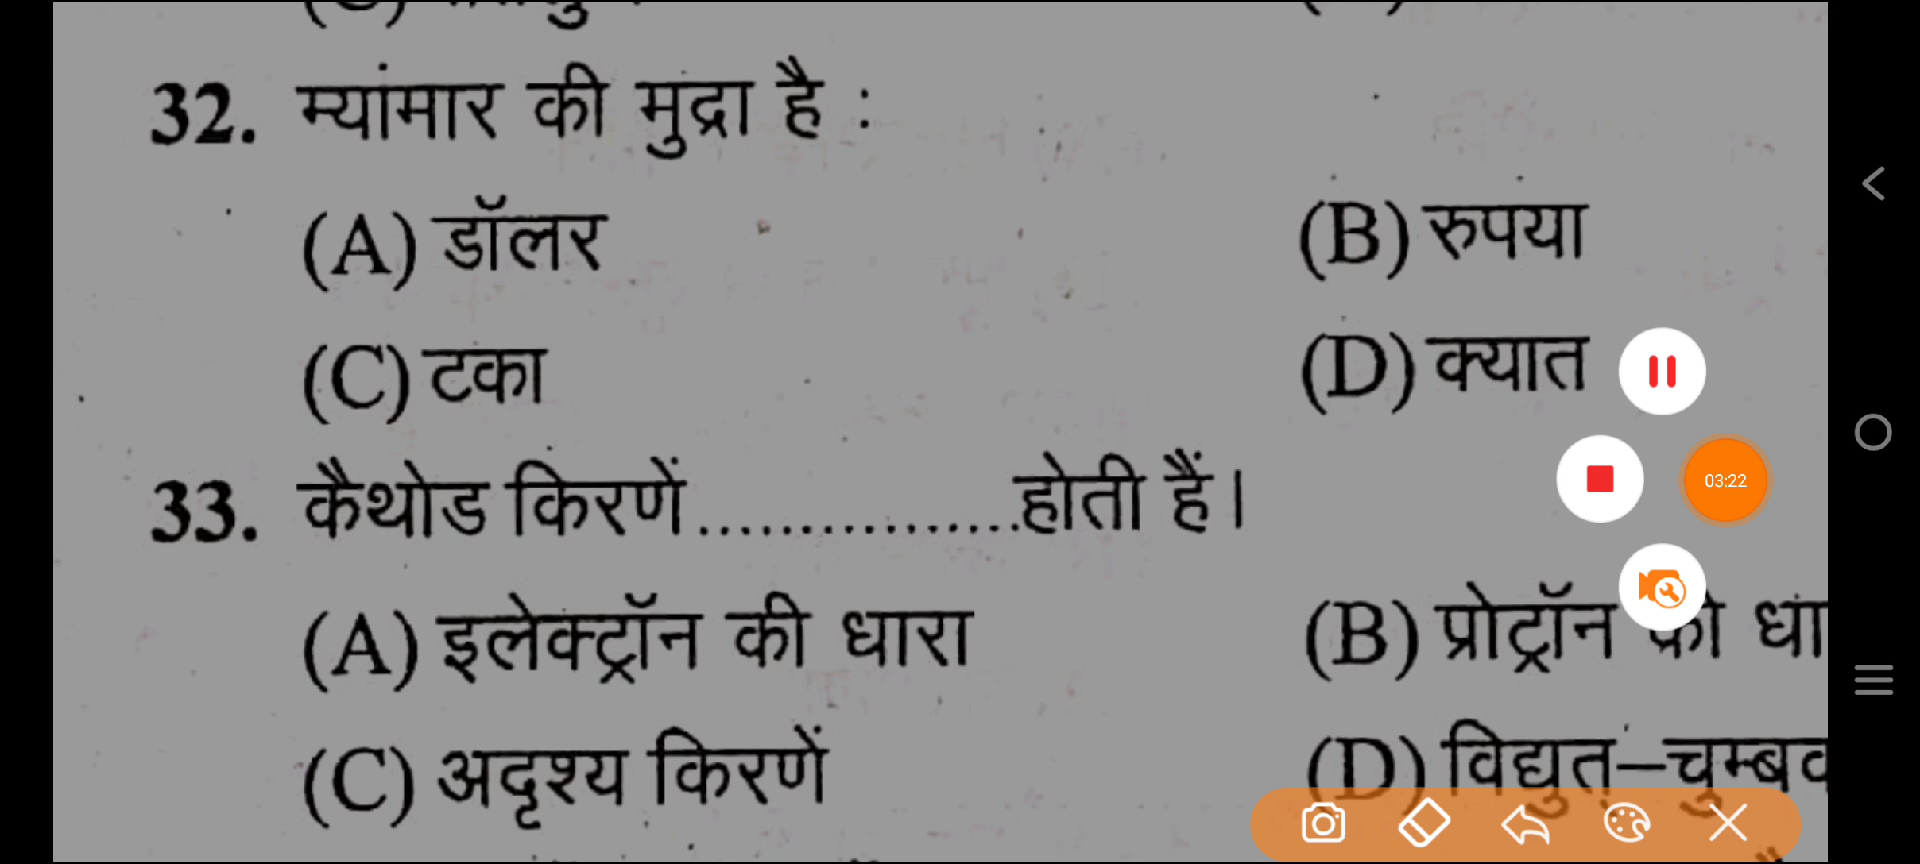 32. म्यांमार की मुद्रा है :
(A) डॉलर (B) रुपया
(C) टका (D) क्यात
03:22
33. कैथोड किरणें................होती हैं।
(A) इलेक्ट्रॉन की धारा (B) प्रोट्रॉन की
(C) अदृश्य किरणें (D) विद्युत्–